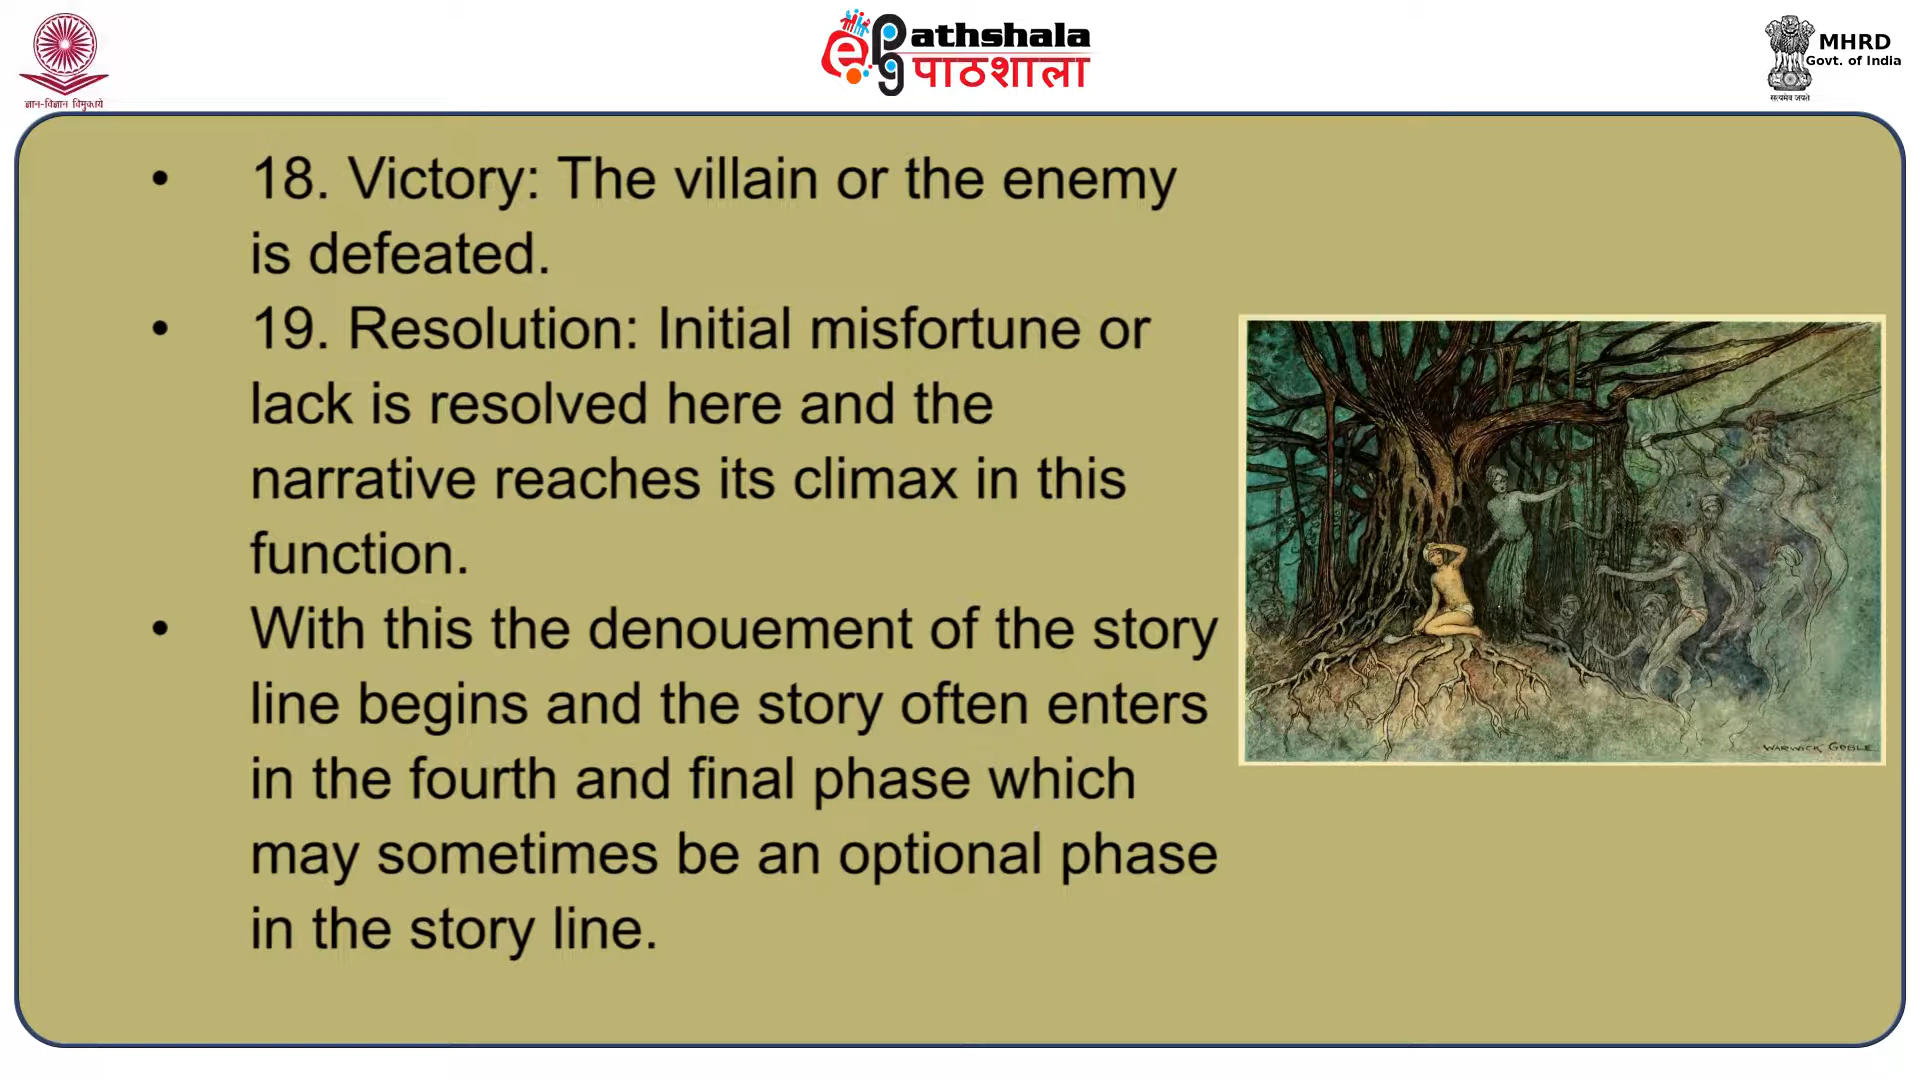 ज्ञान-विज्ञान विमुक्तये
ePathshala
पाठशाला
MHRD
Govt. of India
सत्यमेव जयते
• 18. Victory: The villain or the enemy
is defeated.
• 19. Resolution: Initial misfortune or
lack is resolved here and the
narrative reaches its climax in this
function.
• With this the denouement of the story
line begins and the story often enters
in the fourth and final phase which
may sometimes be an optional phase
in the story line.
WARWICK GOBLE